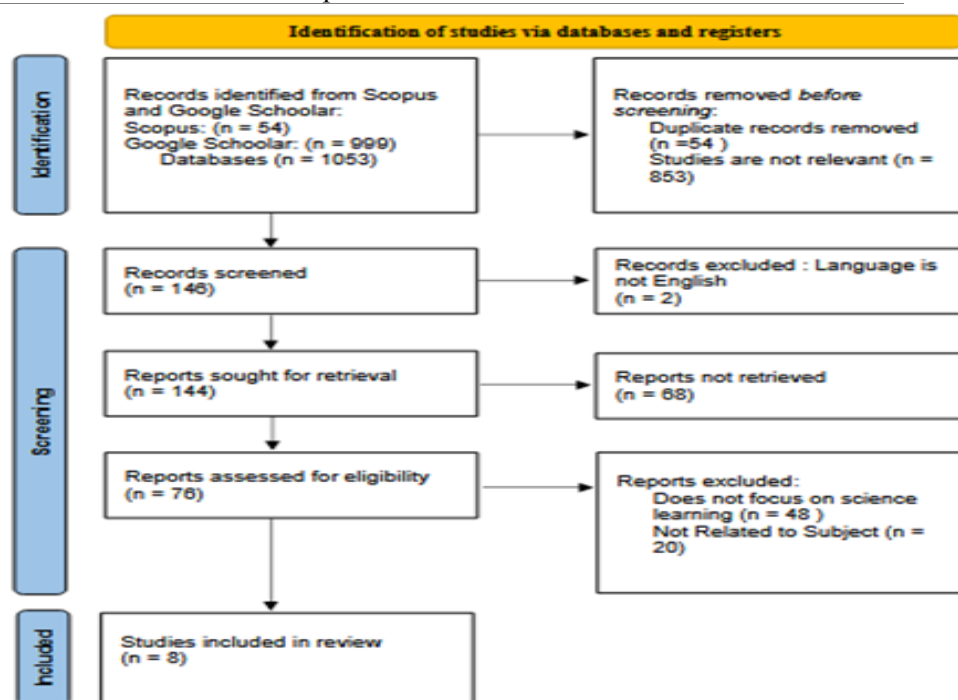 Identification of studies via databases and registers
Identification
Records identified from Scopus
and Google Schoolar:
Scopus: (n = 54)
Google Schoolar: (n = 999)
Databases (n = 1053)
Records removed before
screening:
Duplicate records removed
(n =54 )
Studies are not relevant (n =
853)
Screening
Records screened
(n = 146)
Records excluded : Language is
not English
(n = 2)
Reports sought for retrieval
(n = 144)
Reports not retrieved
(n = 68)
Reports assessed for eligibility
(n = 76)
Reports excluded:
Does not focus on science
learning (n = 48 )
Not Related to Subject (n =
20)
Included
Studies included in review
(n = 8)